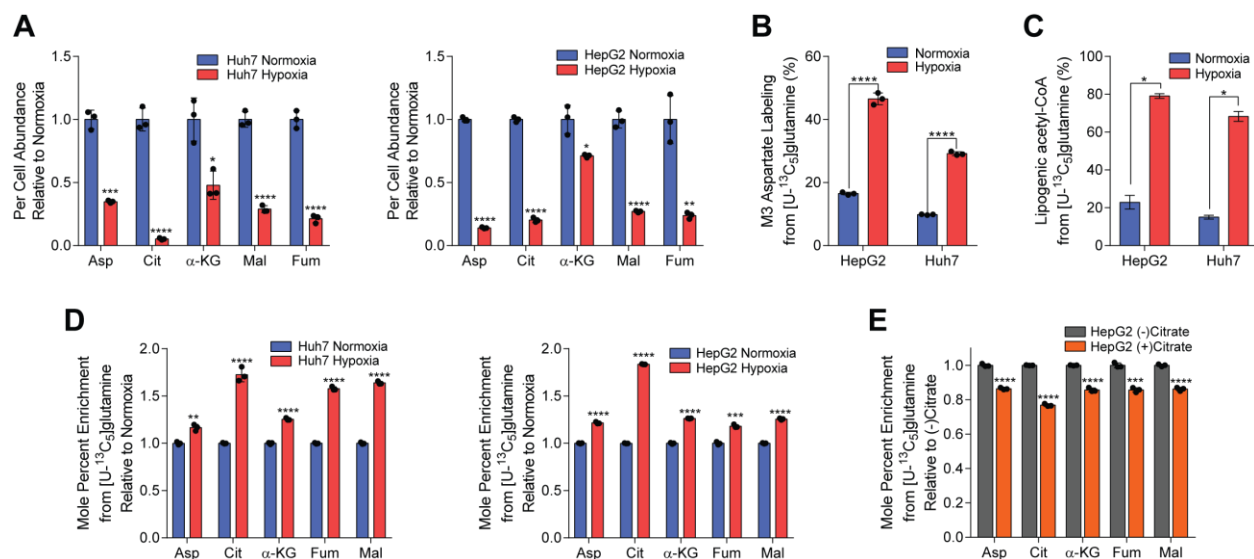 A
Per Cell Abundance
Relative to Normoxia
1.5
1.0
0.5
0.0
Huh7 Normoxia
Huh7 Hypoxia
***
****
*
****
****
Asp Cit α-KG Mal Fum
Per Cell Abundance
Relative to Normoxia
1.5
1.0
0.5
0.0
HepG2 Normoxia
HepG2 Hypoxia
****
****
*
****
**
Asp Cit α-KG Mal Fum
B
M3 Aspartate Labeling
from [U-¹³C₅]glutamine (%)
60
40
20
0
Normoxia
Hypoxia
****
****
HepG2 Huh7
C
Lipogenic acetyl-CoA
from [U-¹³C₅]glutamine (%)
100
80
60
40
20
0
Normoxia
Hypoxia
*
*
HepG2 Huh7
D
Mole Percent Enrichment
from [U-¹³C₅]glutamine
Relative to Normoxia
2.0
1.5
1.0
0.5
Huh7 Normoxia
Huh7 Hypoxia
**
****
****
****
****
Asp Cit α-KG Fum Mal
Mole Percent Enrichment
from [U-¹³C₅]glutamine
Relative to Normoxia
2.0
1.5
1.0
0.5
HepG2 Normoxia
HepG2 Hypoxia
****
****
****
***
****
Asp Cit α-KG Fum Mal
E
Mole Percent Enrichment
from [U-¹³C₅]glutamine
Relative to (-)Citrate
1.0
0.8
0.6
0.4
HepG2 (-)Citrate
HepG2 (+)Citrate
****
****
****
***
****
Asp Cit α-KG Fum Mal